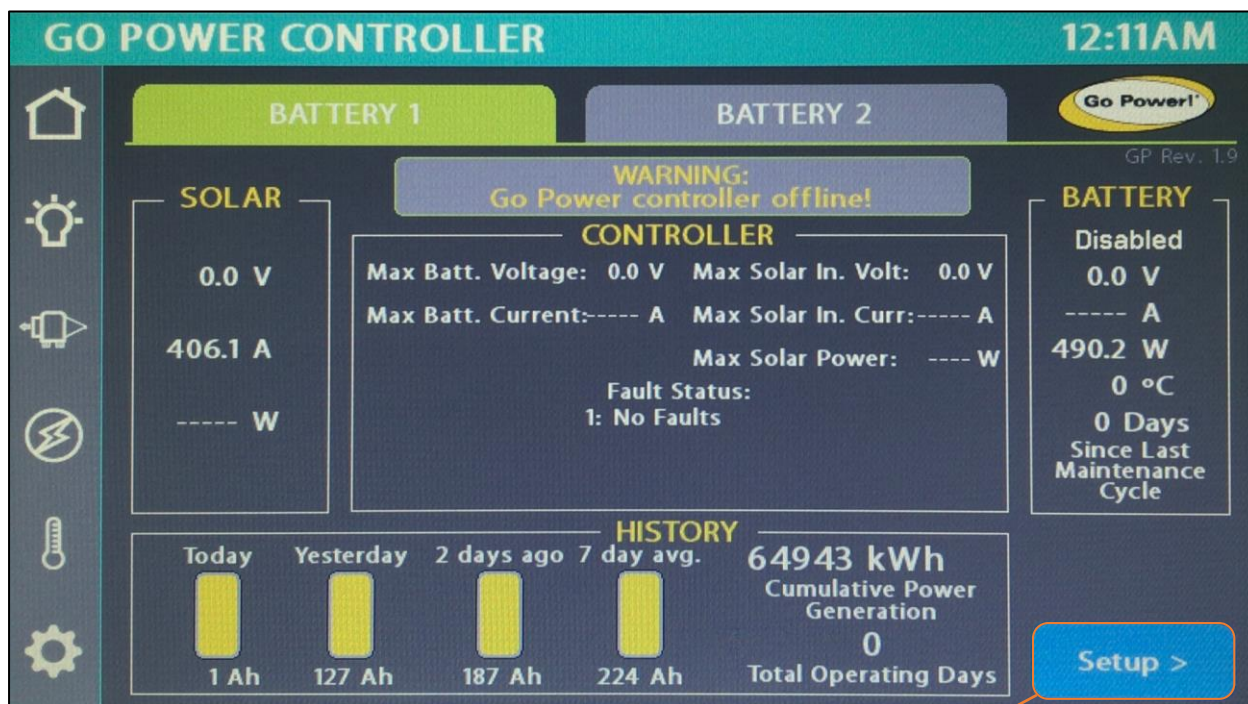 GO POWER CONTROLLER
12:11AM
BATTERY 1
BATTERY 2
Go Power!
GP Rev. 1.9
WARNING:
Go Power controller offline!
SOLAR
0.0 V
406.1 A
----- W
CONTROLLER
Max Batt. Voltage: 0.0 V Max Solar In. Volt: 0.0 V
Max Batt. Current:----- A Max Solar In. Curr:----- A
Max Solar Power: ---- W
Fault Status:
1: No Faults
BATTERY
Disabled
0.0 V
----- A
490.2 W
0 °C
0 Days
Since Last
Maintenance
Cycle
HISTORY
Today Yesterday 2 days ago 7 day avg.
1 Ah 127 Ah 187 Ah 224 Ah
64943 kWh
Cumulative Power
Generation
0
Total Operating Days
Setup >